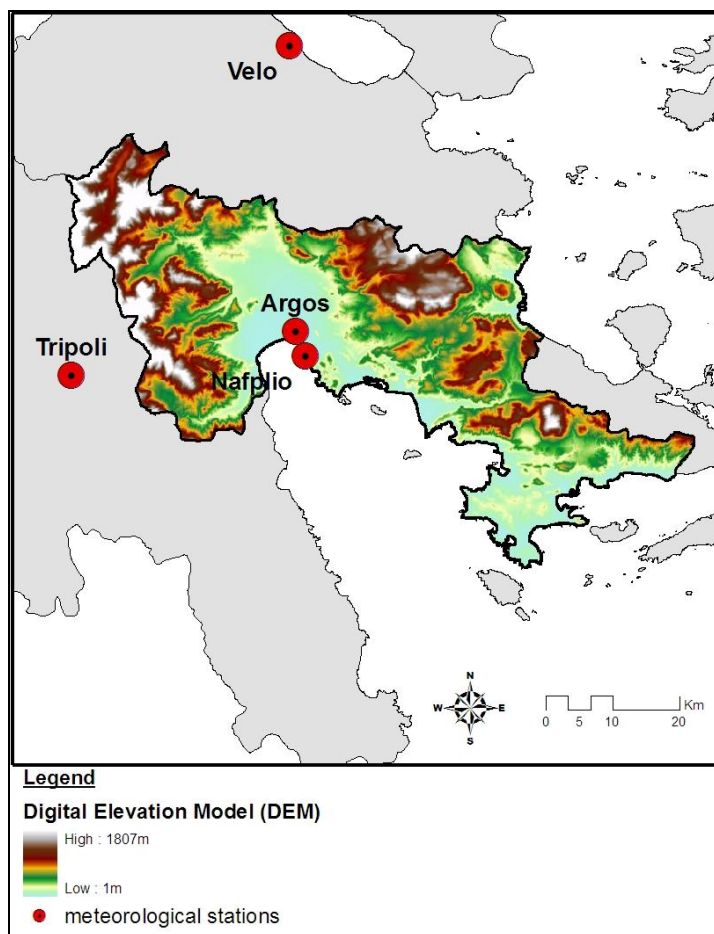 Velo
Argos
Tripoli
Nafplio
N
W E
S
Km
0 5 10 20
Legend
Digital Elevation Model (DEM)
High : 1807m
Low : 1m
meteorological stations